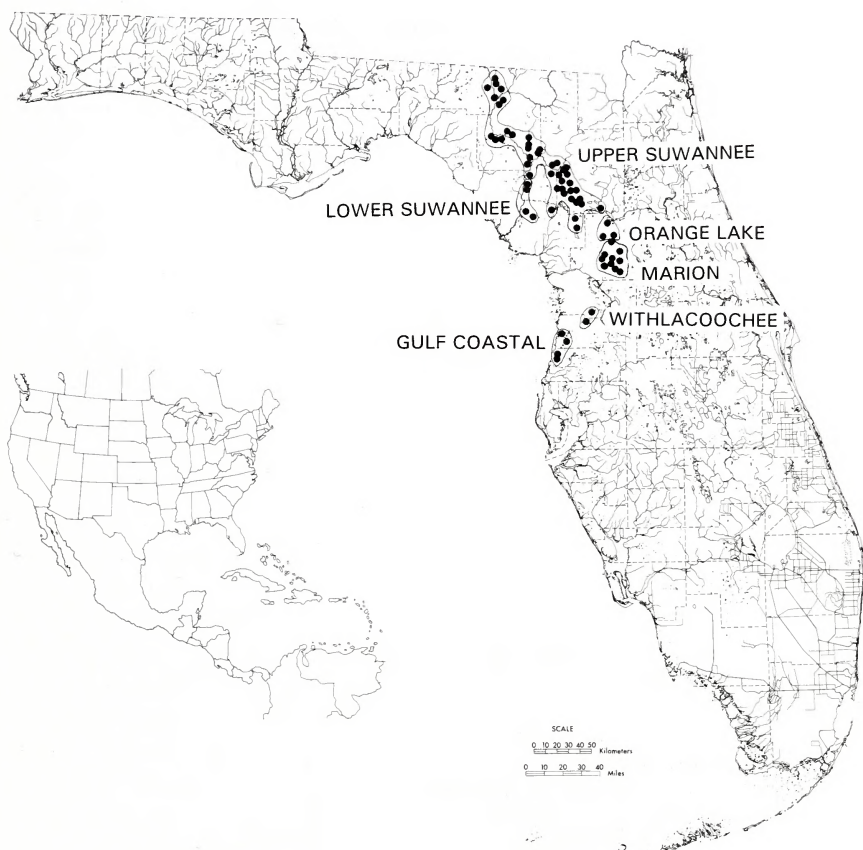 UPPER SUWANNEE
LOWER SUWANNEE
ORANGE LAKE
MARION
WITHLACOOCHEE
GULF COASTAL
SCALE
0 10 20 30 40 50 Kilometers
0 10 20 30 40 Miles